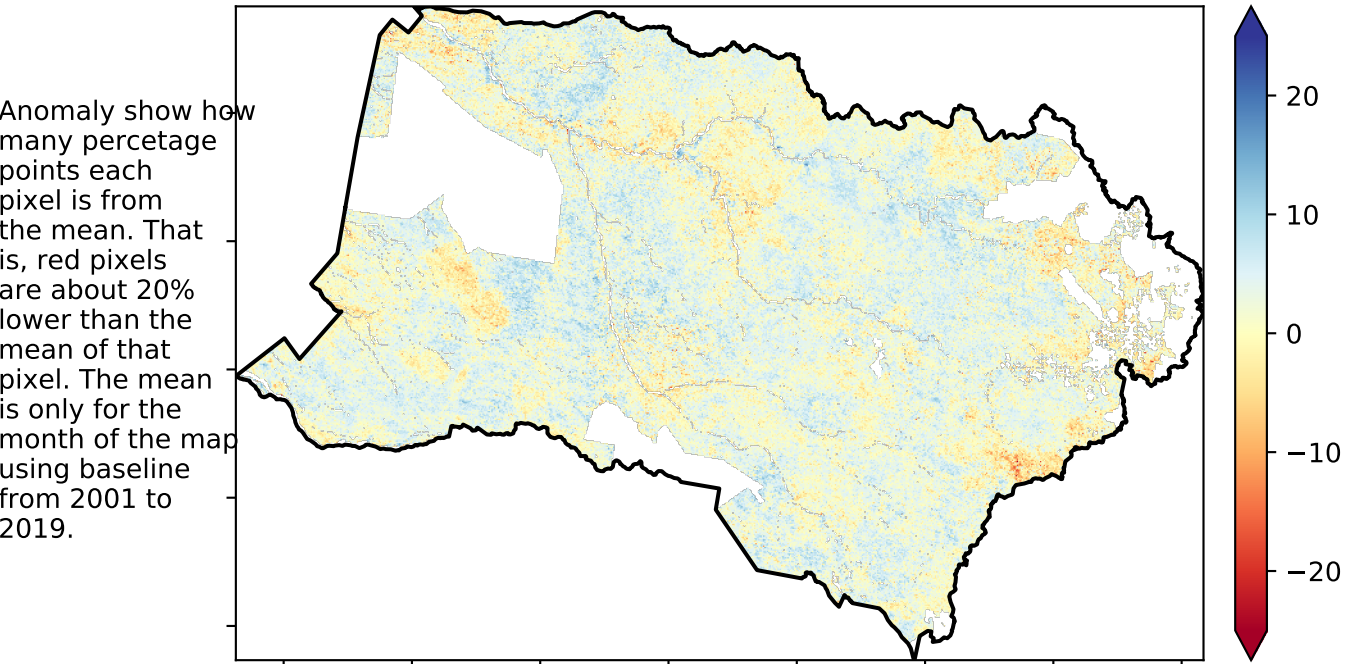 Anomaly show how
many percetage
points each
pixel is from
the mean. That
is, red pixels
are about 20%
lower than the
mean of that
pixel. The mean
is only for the
month of the map
using baseline
from 2001 to
2019.
20
10
0
−10
−20